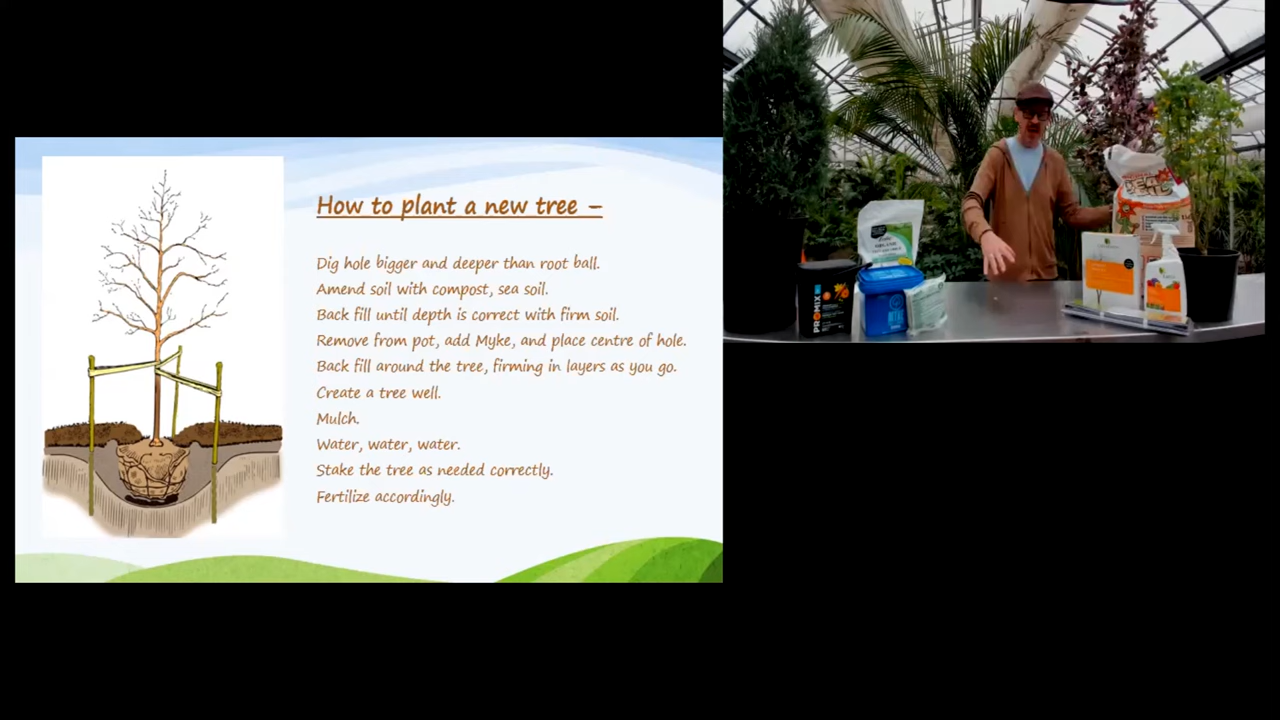 How to plant a new tree –
Dig hole bigger and deeper than root ball.
Amend soil with compost, sea soil.
Back fill until depth is correct with firm soil.
Remove from pot, add Myke, and place centre of hole.
Back fill around the tree, firming in layers as you go.
Create a tree well.
Mulch.
Water, water, water.
Stake the tree as needed correctly.
Fertilize accordingly.
PROMIX